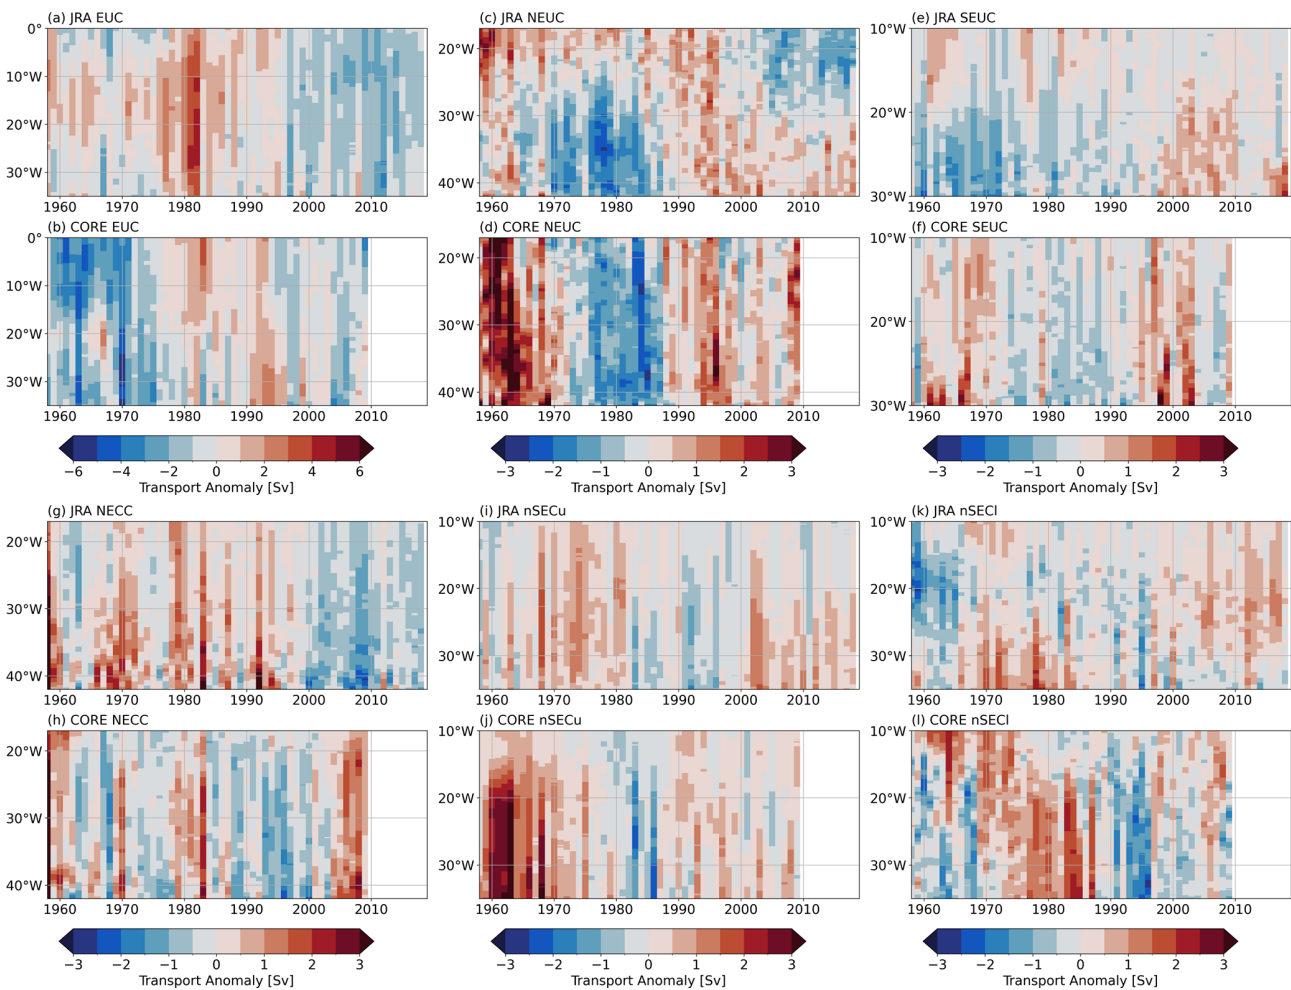 (a) JRA EUC
(c) JRA NEUC
(e) JRA SEUC
0°
10°W
20°W
30°W
1960 1970 1980 1990 2000 2010
20°W
30°W
40°W
1960 1970 1980 1990 2000 2010
10°W
20°W
30°W
1960 1970 1980 1990 2000 2010
(b) CORE EUC
(d) CORE NEUC
(f) CORE SEUC
0°
10°W
20°W
30°W
1960 1970 1980 1990 2000 2010
20°W
30°W
40°W
1960 1970 1980 1990 2000 2010
10°W
20°W
30°W
1960 1970 1980 1990 2000 2010
−6 −4 −2 0 2 4 6
Transport Anomaly [Sv]
−3 −2 −1 0 1 2 3
Transport Anomaly [Sv]
−3 −2 −1 0 1 2 3
Transport Anomaly [Sv]
(g) JRA NECC
(i) JRA nSECu
(k) JRA nSECl
20°W
30°W
40°W
1960 1970 1980 1990 2000 2010
10°W
20°W
30°W
1960 1970 1980 1990 2000 2010
10°W
20°W
30°W
1960 1970 1980 1990 2000 2010
(h) CORE NECC
(j) CORE nSECu
(l) CORE nSECl
20°W
30°W
40°W
1960 1970 1980 1990 2000 2010
10°W
20°W
30°W
1960 1970 1980 1990 2000 2010
10°W
20°W
30°W
1960 1970 1980 1990 2000 2010
−3 −2 −1 0 1 2 3
Transport Anomaly [Sv]
−3 −2 −1 0 1 2 3
Transport Anomaly [Sv]
−3 −2 −1 0 1 2 3
Transport Anomaly [Sv]